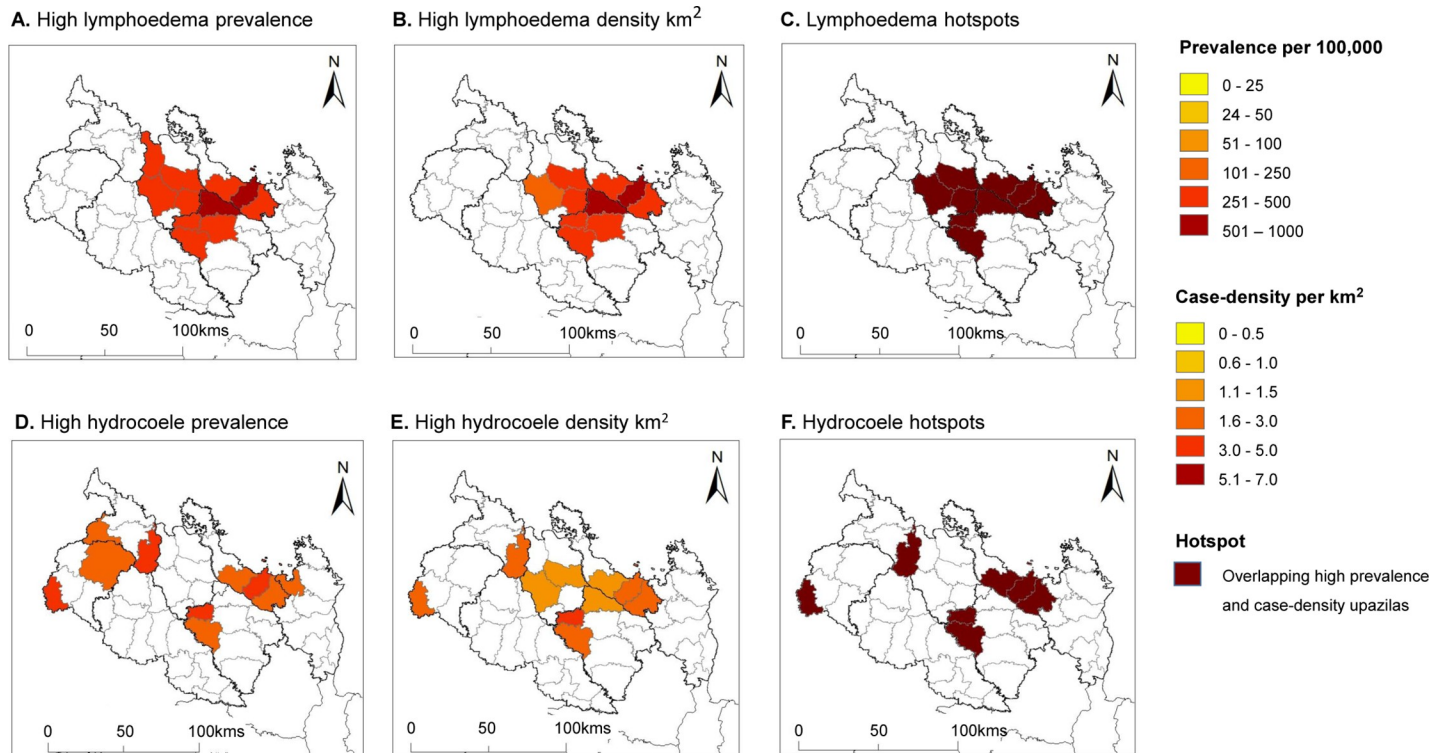 A. High lymphoedema prevalence
B. High lymphoedema density km²
C. Lymphoedema hotspots
N
0 50 100kms
N
0 50 100kms
N
0 50 100kms
Prevalence per 100,000
0 - 25
24 - 50
51 - 100
101 - 250
251 - 500
501 – 1000
Case-density per km²
0 - 0.5
0.6 - 1.0
1.1 - 1.5
1.6 - 3.0
3.0 - 5.0
5.1 - 7.0
D. High hydrocoele prevalence
E. High hydrocoele density km²
F. Hydrocoele hotspots
N
0 50 100kms
N
0 50 100kms
N
0 50 100kms
Hotspot
Overlapping high prevalence
and case-density upazilas